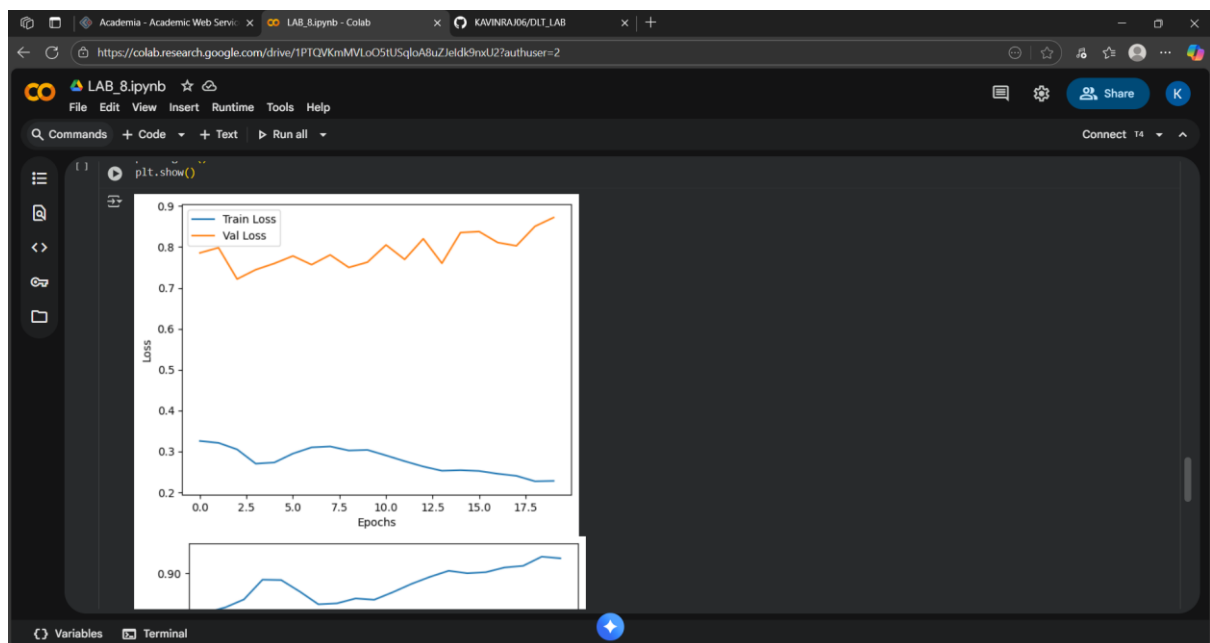 Academia - Academic Web Servic
LAB_8.ipynb - Colab
KAVINRAJ06/DLT_LAB
https://colab.research.google.com/drive/1PTQVKmMVLoO5tUSqloA8uZJeIdk9nxU2?authuser=2
LAB_8.ipynb
File Edit View Insert Runtime Tools Help
Share
K
Commands + Code + Text Run all
Connect T4
[ ]
plt.show()
0.9
0.8
0.7
0.6
0.5
0.4
0.3
0.2
Loss
Train Loss
Val Loss
0.0 2.5 5.0 7.5 10.0 12.5 15.0 17.5
Epochs
0.90
Variables Terminal